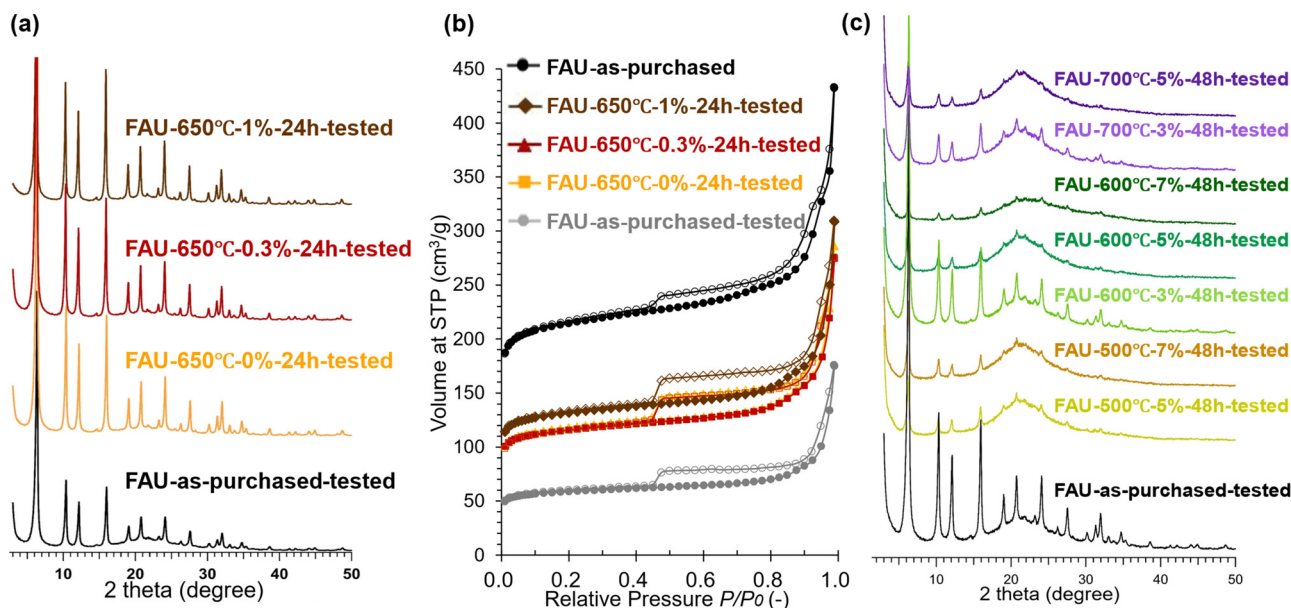 (a)
FAU-650℃-1%-24h-tested
FAU-650℃-0.3%-24h-tested
FAU-650℃-0%-24h-tested
FAU-as-purchased-tested
10 20 30 40 50
2 theta (degree)
(b)
FAU-as-purchased
FAU-650℃-1%-24h-tested
FAU-650℃-0.3%-24h-tested
FAU-650℃-0%-24h-tested
FAU-as-purchased-tested
Volume at STP (cm³/g)
450
400
350
300
250
200
150
100
50
0
0.0 0.2 0.4 0.6 0.8 1.0
Relative Pressure P/P0 (-)
(c)
FAU-700℃-5%-48h-tested
FAU-700℃-3%-48h-tested
FAU-600℃-7%-48h-tested
FAU-600℃-5%-48h-tested
FAU-600℃-3%-48h-tested
FAU-500℃-7%-48h-tested
FAU-500℃-5%-48h-tested
FAU-as-purchased-tested
10 20 30 40 50
2 theta (degree)